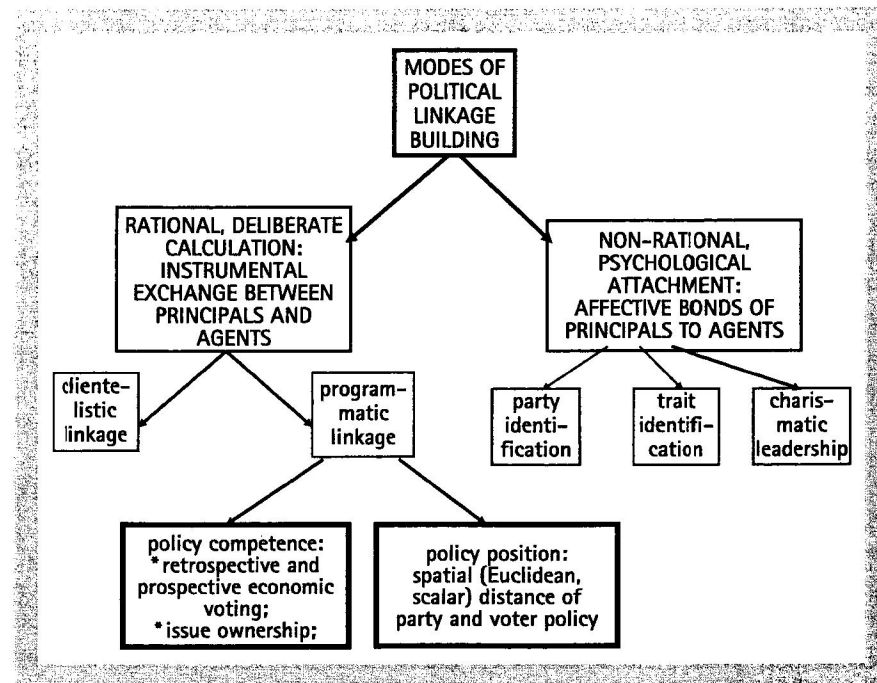 MODES OF
POLITICAL
LINKAGE
BUILDING
RATIONAL, DELIBERATE
CALCULATION:
INSTRUMENTAL
EXCHANGE BETWEEN
PRINCIPALS AND
AGENTS
NON-RATIONAL,
PSYCHOLOGICAL
ATTACHMENT:
AFFECTIVE BONDS OF
PRINCIPALS TO AGENTS
cliente-
listic
linkage
program-
matic
linkage
party
identi-
fication
trait
identifi-
cation
charis-
matic
leadership
policy competence:
*retrospective and
prospective economic
voting;
*issue ownership;
policy position:
spatial (Euclidean,
scalar) distance of
party and voter policy